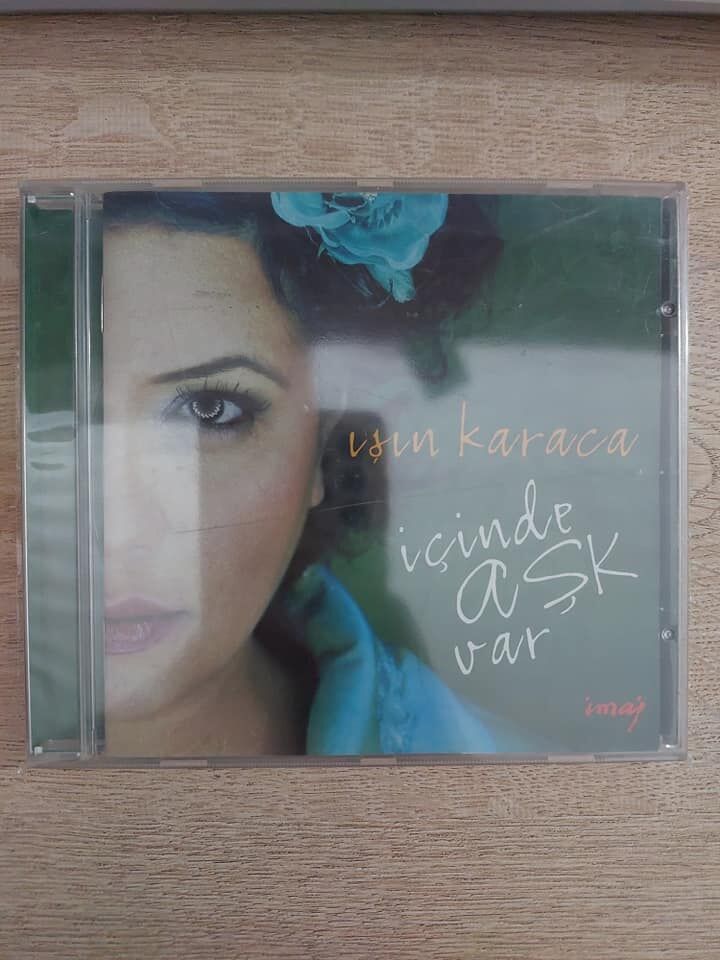 ışın karaca
içinde
aşk
var
imaj